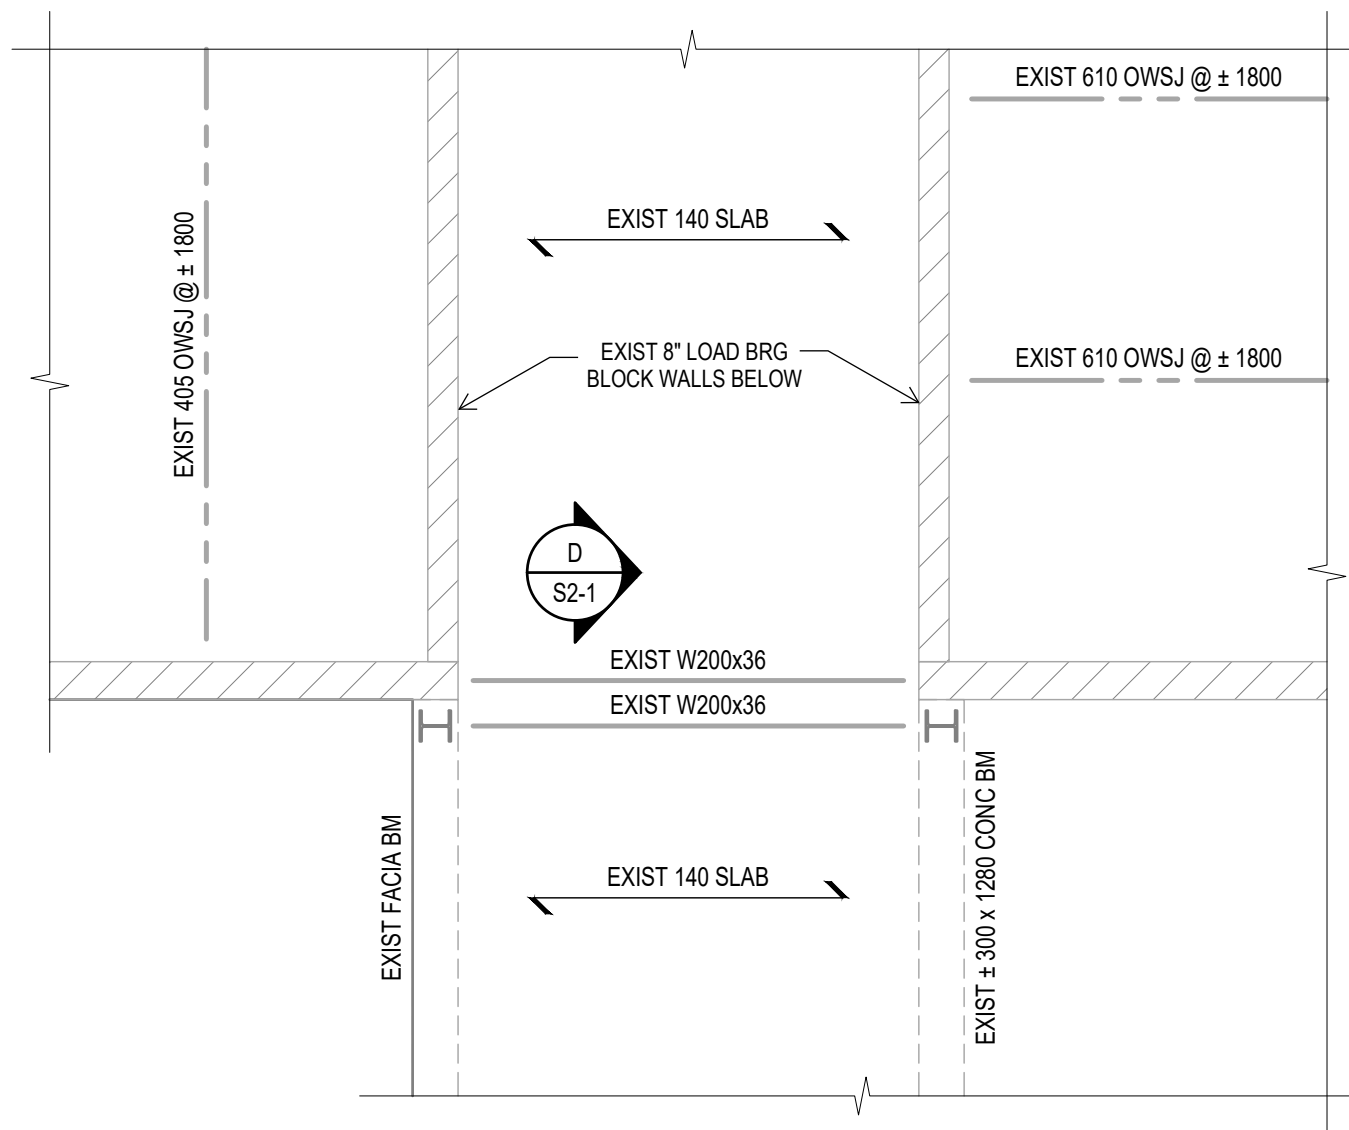 EXIST 610 OWSJ @ ± 1800
EXIST 140 SLAB
EXIST 405 OWSJ @ ± 1800
EXIST 8" LOAD BRG
BLOCK WALLS BELOW
EXIST 610 OWSJ @ ± 1800
D
S2-1
EXIST W200x36
EXIST W200x36
EXIST FACIA BM
EXIST 140 SLAB
EXIST ± 300 x 1280 CONC BM